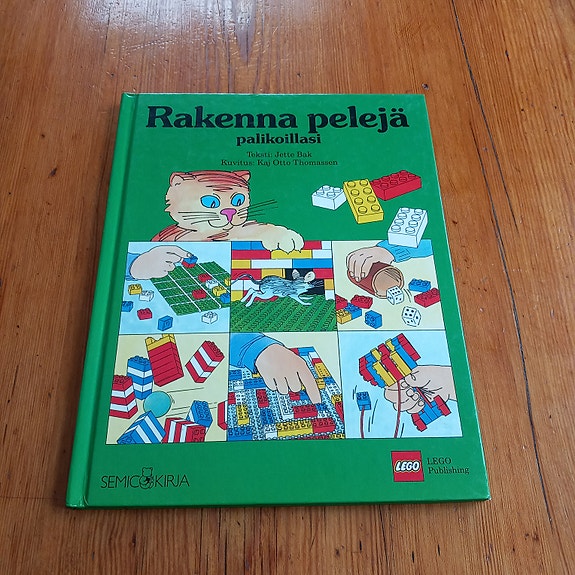 Rakenna pelejä
palikoillasi
Teksti: Jette Bak
Kuvitus: Kaj Otto Thomassen
SEMIC KIRJA
LEGO
LEGO
Publishing